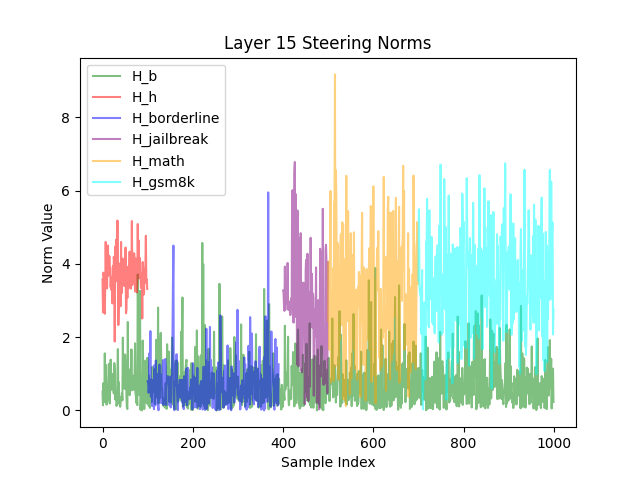 Layer 15 Steering Norms
H_b
H_h
H_borderline
H_jailbreak
H_math
H_gsm8k
Norm Value
8
6
4
2
0
0 200 400 600 800 1000
Sample Index